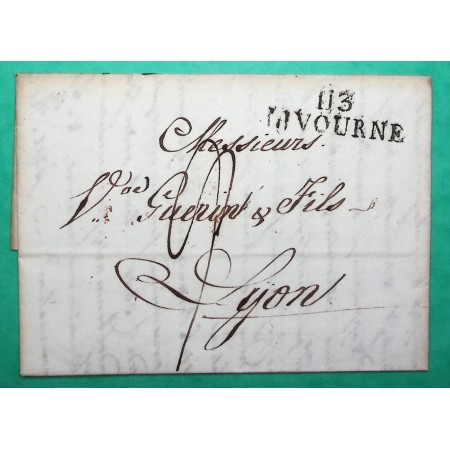 113
LIVOURNE
Messieurs
Vve Guerin & Fils
Lyon